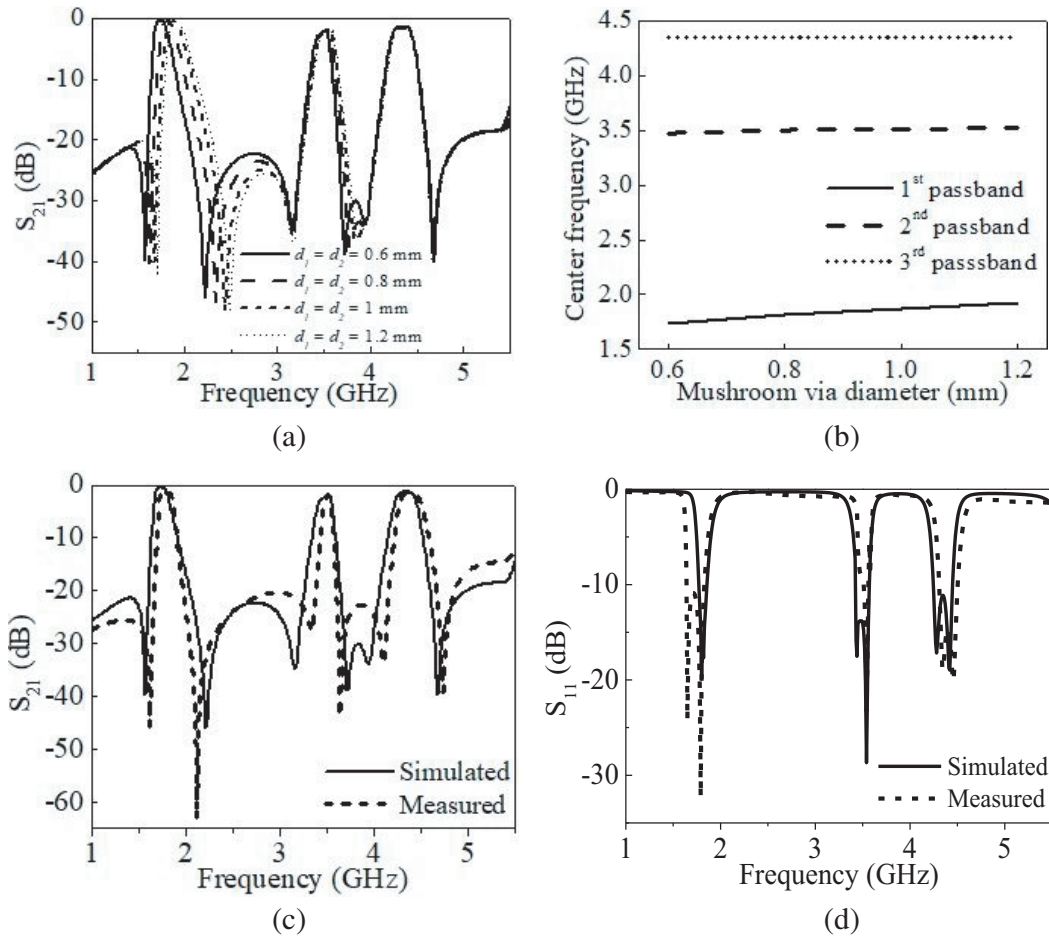 0
-10
-20
-30
-40
-50
S21 (dB)
d1 = d2 = 0.6 mm
d1 = d2 = 0.8 mm
d1 = d2 = 1 mm
d1 = d2 = 1.2 mm
1 2 3 4 5
Frequency (GHz)
(a)
4.5
4.0
3.5
3.0
2.5
2.0
1.5
Center frequency (GHz)
1st passband
2nd passband
3rd passsband
0.6 0.8 1.0 1.2
Mushroom via diameter (mm)
(b)
0
-10
-20
-30
-40
-50
-60
S21 (dB)
Simulated
Measured
1 2 3 4 5
Frequency (GHz)
(c)
0
-10
-20
-30
S11 (dB)
Simulated
Measured
1 2 3 4 5
Frequency (GHz)
(d)